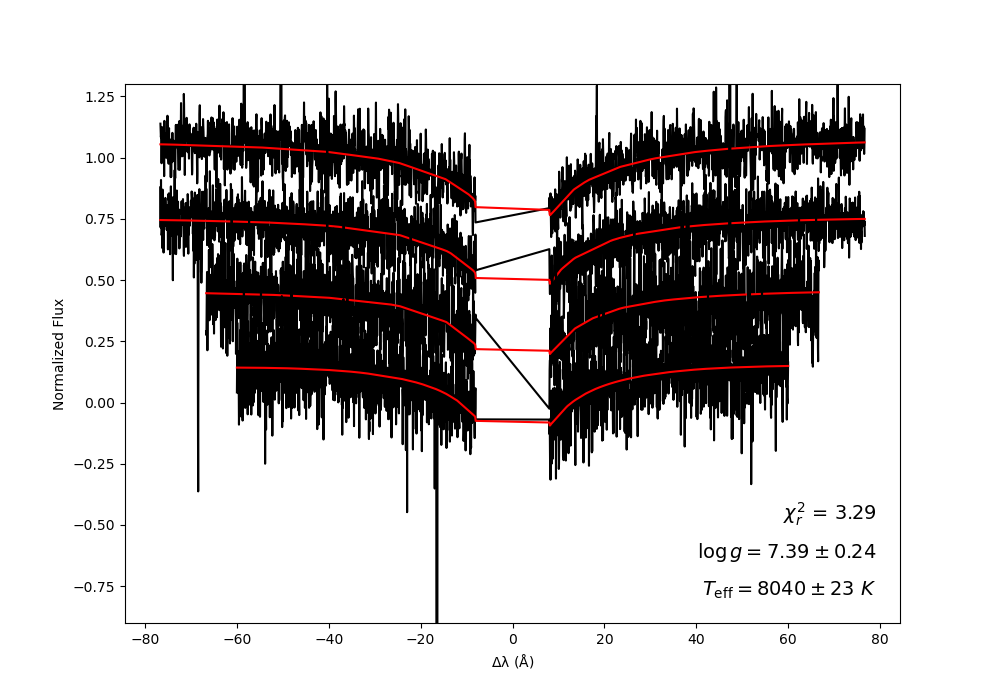 1.25
1.00
0.75
0.50
0.25
0.00
−0.25
−0.50
−0.75
Normalized Flux
χ²ᵣ = 3.29
log g = 7.39 ± 0.24
T_eff = 8040 ± 23 K
−80 −60 −40 −20 0 20 40 60 80
Δλ (Å)